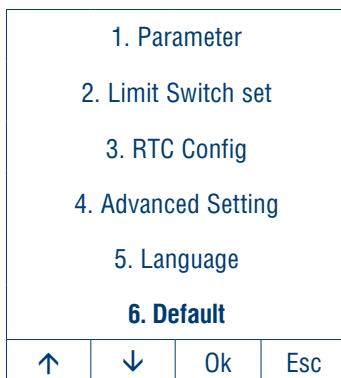 1. Parameter
2. Limit Switch set
3. RTC Config
4. Advanced Setting
5. Language
6. Default
↑ ↓ Ok Esc